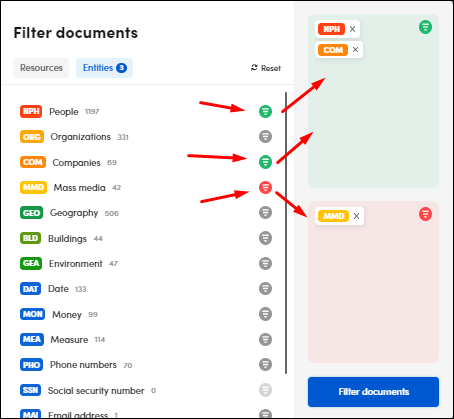 Filter documents
Resources
Entities 3
Reset
NPH People 1197
ORG Organizations 331
COM Companies 69
MMD Mass media 42
GEO Geography 506
BLD Buildings 44
GEA Environment 47
DAT Date 133
MON Money 99
MEA Measure 114
PHO Phone numbers 70
SSN Social security number 0
MAI Email address 1
NPH X
COM X
MMD X
Filter documents